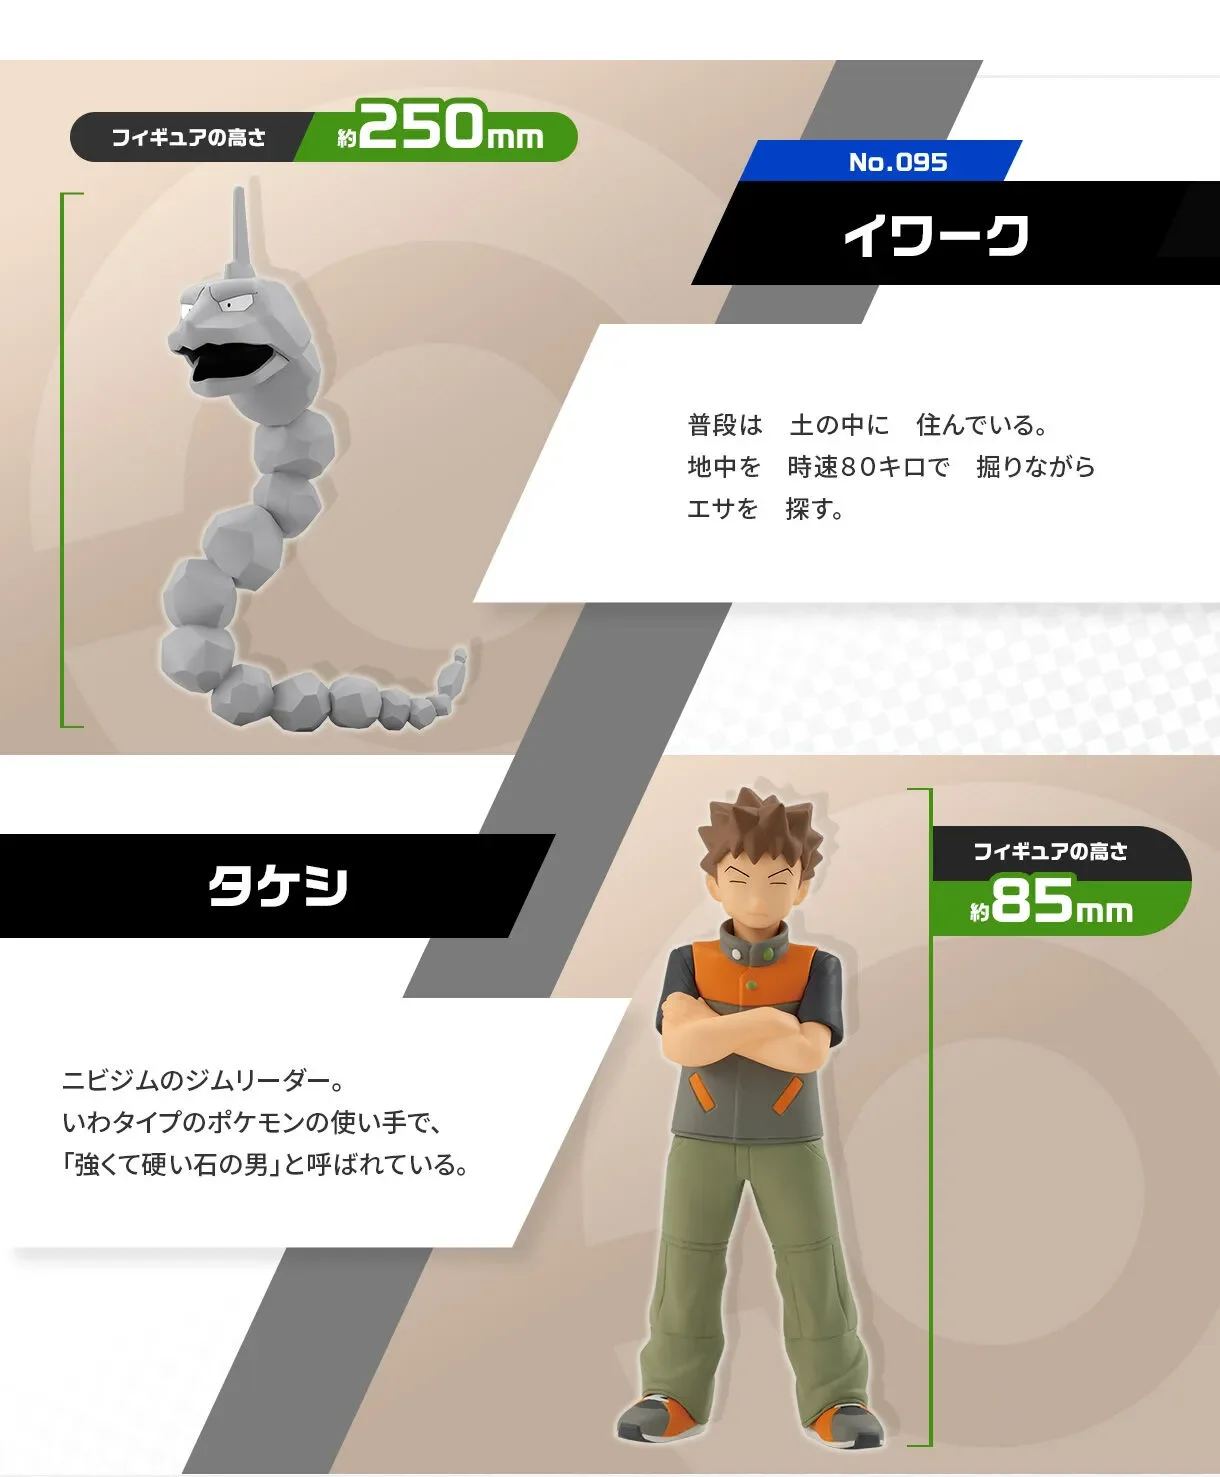 フィギュアの高さ 約250mm
No.095
イワーク
普段は　土の中に　住んでいる。
地中を　時速80キロで　掘りながら
エサを　探す。
フィギュアの高さ
約85mm
タケシ
ニビジムのジムリーダー。
いわタイプのポケモンの使い手で、
「強くて硬い石の男」と呼ばれている。